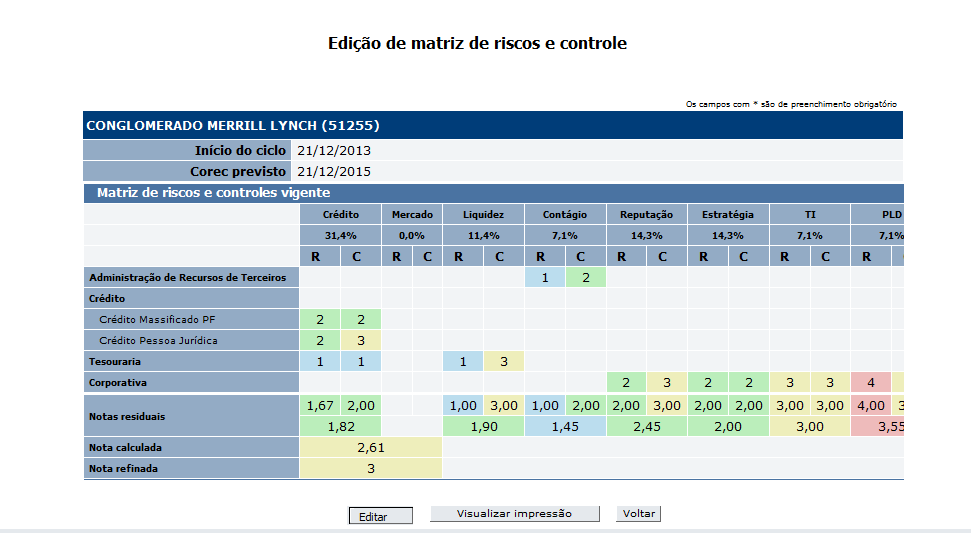 Edição de matriz de riscos e controle
Os campos com * são de preenchimento obrigatório
CONGLOMERADO MERRILL LYNCH (51255)
Início do ciclo 21/12/2013
Corec previsto 21/12/2015
Matriz de riscos e controles vigente
Crédito Mercado Liquidez Contágio Reputação Estratégia TI PLD
31,4% 0,0% 11,4% 7,1% 14,3% 14,3% 7,1% 7,1%
R C R C R C R C R C R C R C R
Administração de Recursos de Terceiros 1 2
Crédito
Crédito Massificado PF 2 2
Crédito Pessoa Jurídica 2 3
Tesouraria 1 1 1 3
Corporativa 2 3 2 2 3 3 4
Notas residuais
1,67 2,00 1,00 3,00 1,00 2,00 2,00 3,00 2,00 2,00 3,00 3,00 4,00 3
1,82 1,90 1,45 2,45 2,00 3,00 3,55
Nota calculada 2,61
Nota refinada 3
Editar Visualizar impressão Voltar